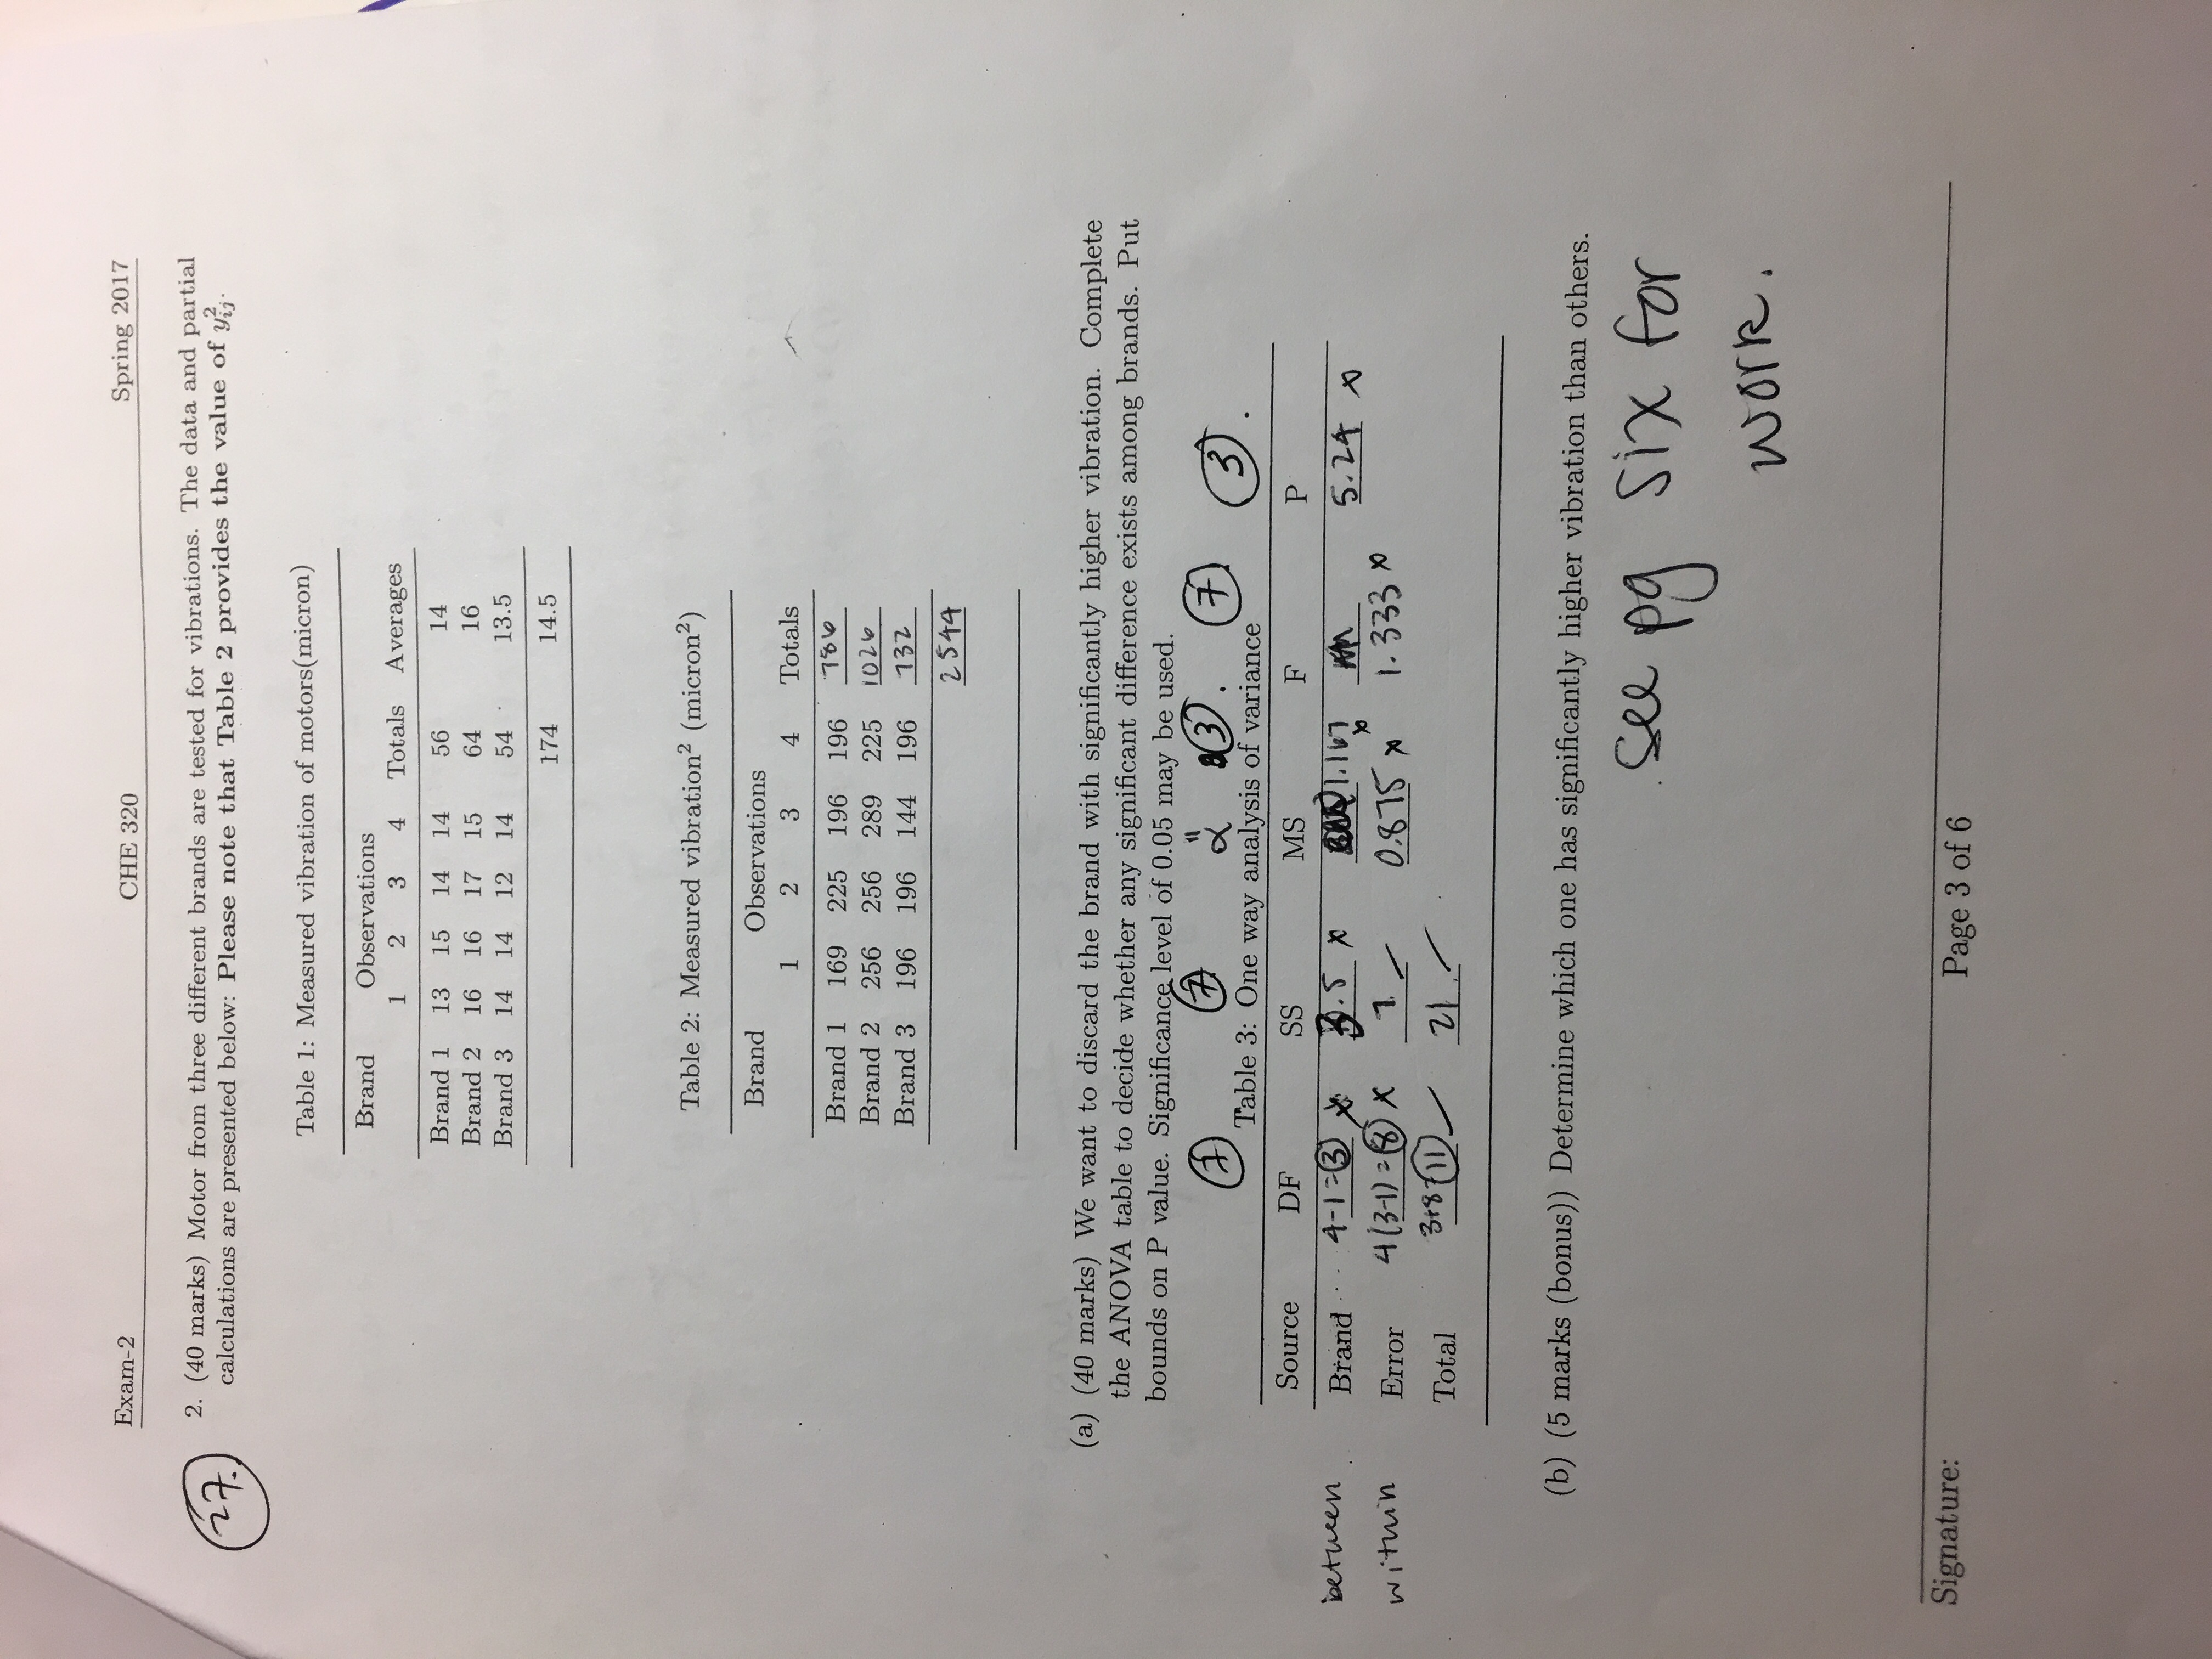 Exam-2 CHE 320 Spring 2017
27.
2. (40 marks) Motor from three different brands are tested for vibrations. The data and partial
calculations are presented below: Please note that Table 2 provides the value of y²ᵢⱼ.
Table 1: Measured vibration of motors(micron)
Brand Observations
1 2 3 4 Totals Averages
Brand 1 13 15 14 14 56 14
Brand 2 16 16 17 15 64 16
Brand 3 14 14 12 14 54 13.5
174 14.5
Table 2: Measured vibration² (micron²)
Brand Observations
1 2 3 4 Totals
Brand 1 169 225 196 196 786
Brand 2 256 256 289 225 1026
Brand 3 196 196 144 196 732
2544
(a) (40 marks) We want to discard the brand with significantly higher vibration. Complete
the ANOVA table to decide whether any significant difference exists among brands. Put
bounds on P value. Significance level of 0.05 may be used.
7 7 " α 3. 7 3.
Table 3: One way analysis of variance
Source DF SS MS F P
between Brand 4-1=3 x 3.5 x 1.167 x 5.24 x
within Error 4(3-1)=8 x 7 ✓ 0.875 x 1.333 x
Total 3+8=11 ✓ 21 ✓
(b) (5 marks (bonus)) Determine which one has significantly higher vibration than others.
see pg six for
work.
Signature: Page 3 of 6